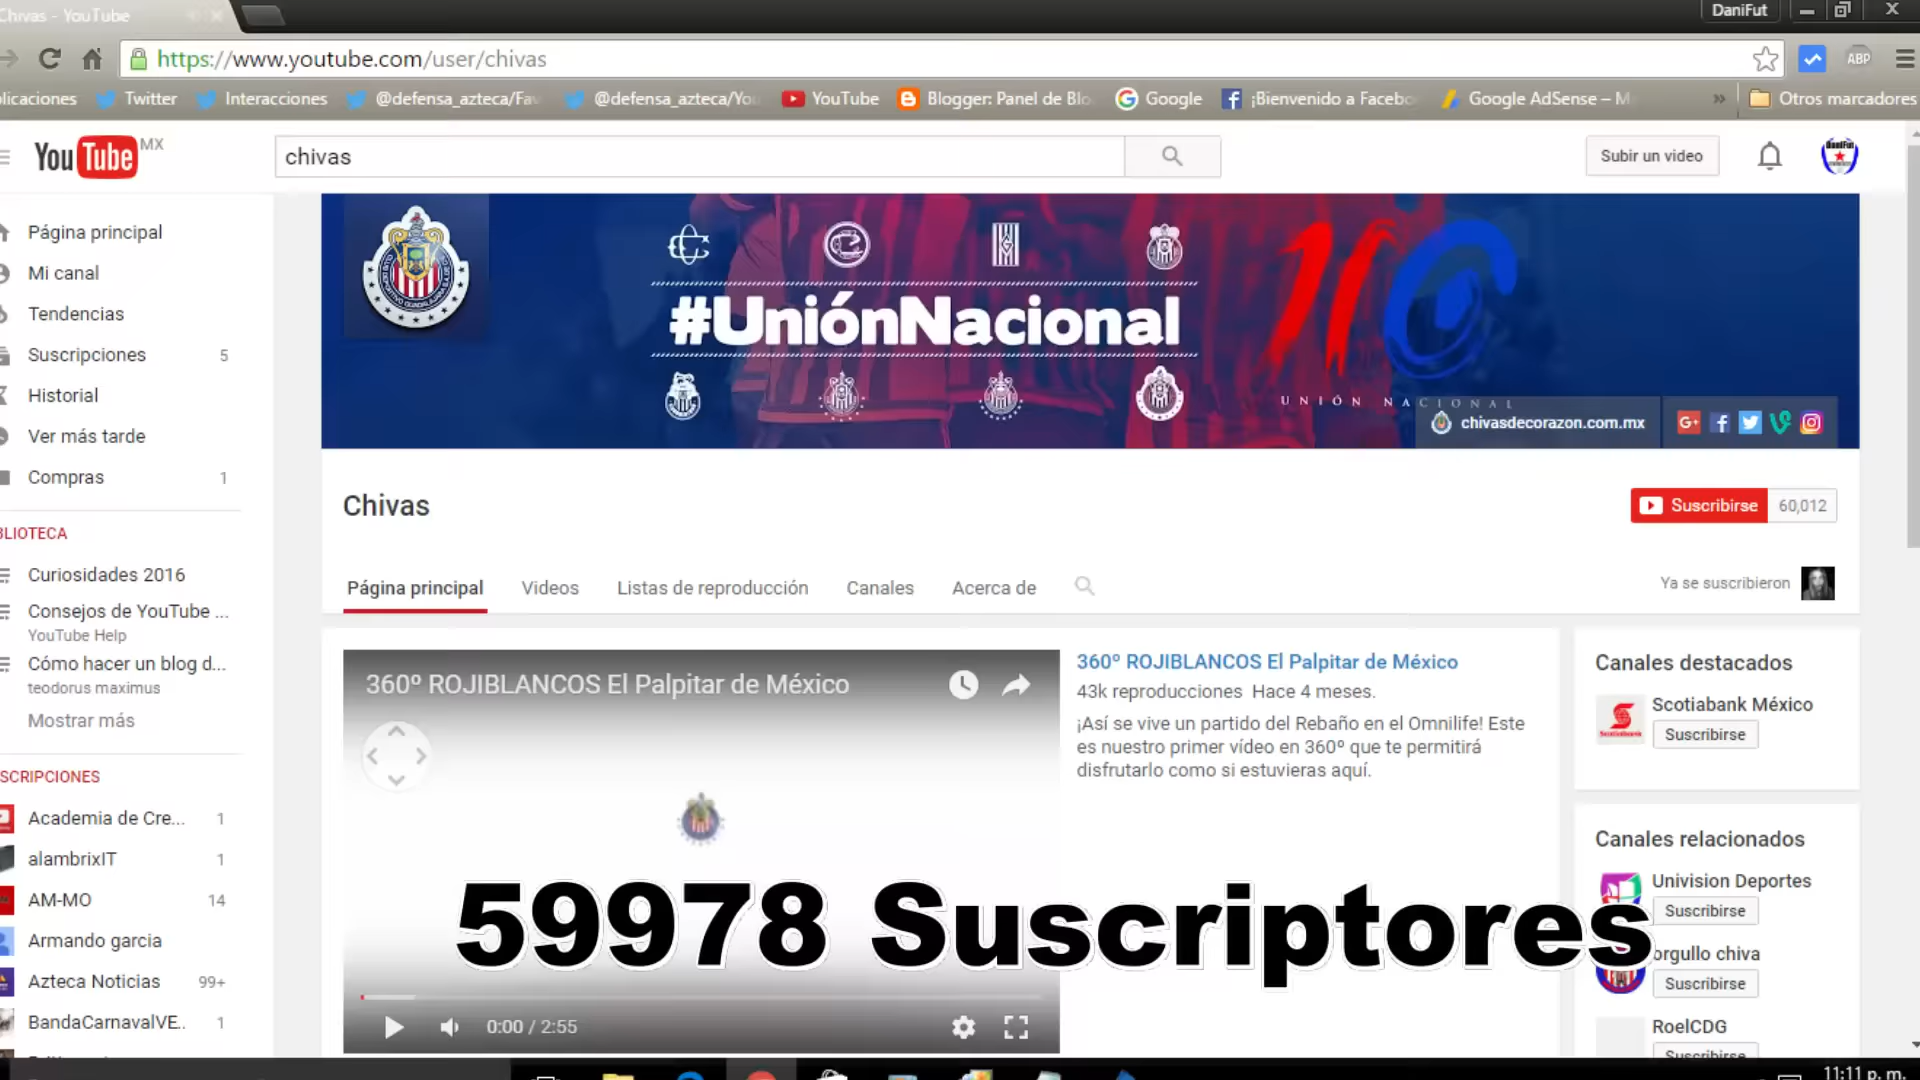 Chivas - YouTube
DaniFut
https://www.youtube.com/user/chivas
ABP
licaciones
Twitter
Interacciones
@defensa_azteca/Fav
@defensa_azteca/You
YouTube
Blogger: Panel de Blo
Google
¡Bienvenido a Facebo
Google AdSense – M
»
Otros marcadores
YouTube MX
chivas
Subir un video
Página principal
Mi canal
Tendencias
Suscripciones 5
Historial
Ver más tarde
Compras 1
BLIOTECA
Curiosidades 2016
Consejos de YouTube ...
YouTube Help
Cómo hacer un blog d...
teodorus maximus
Mostrar más
SCRIPCIONES
Academia de Cre... 1
alambrixIT 1
AM-MO 14
Armando garcia
Azteca Noticias 99+
BandaCarnavalVE.. 1
#UniónNacional
UNIÓN NACIONAL
chivasdecorazon.com.mx
G+
Chivas
Suscribirse 60,012
Página principal
Videos
Listas de reproducción
Canales
Acerca de
Ya se suscribieron
360º ROJIBLANCOS El Palpitar de México
0:00 / 2:55
360º ROJIBLANCOS El Palpitar de México
43k reproducciones Hace 4 meses.
¡Así se vive un partido del Rebaño en el Omnilife! Este
es nuestro primer vídeo en 360º que te permitirá
disfrutarlo como si estuvieras aquí.
59978 Suscriptores
Canales destacados
Scotiabank México
Suscribirse
Canales relacionados
Univision Deportes
Suscribirse
orgullo chiva
Suscribirse
RoelCDG
Suscribirse
11:11 p. m.